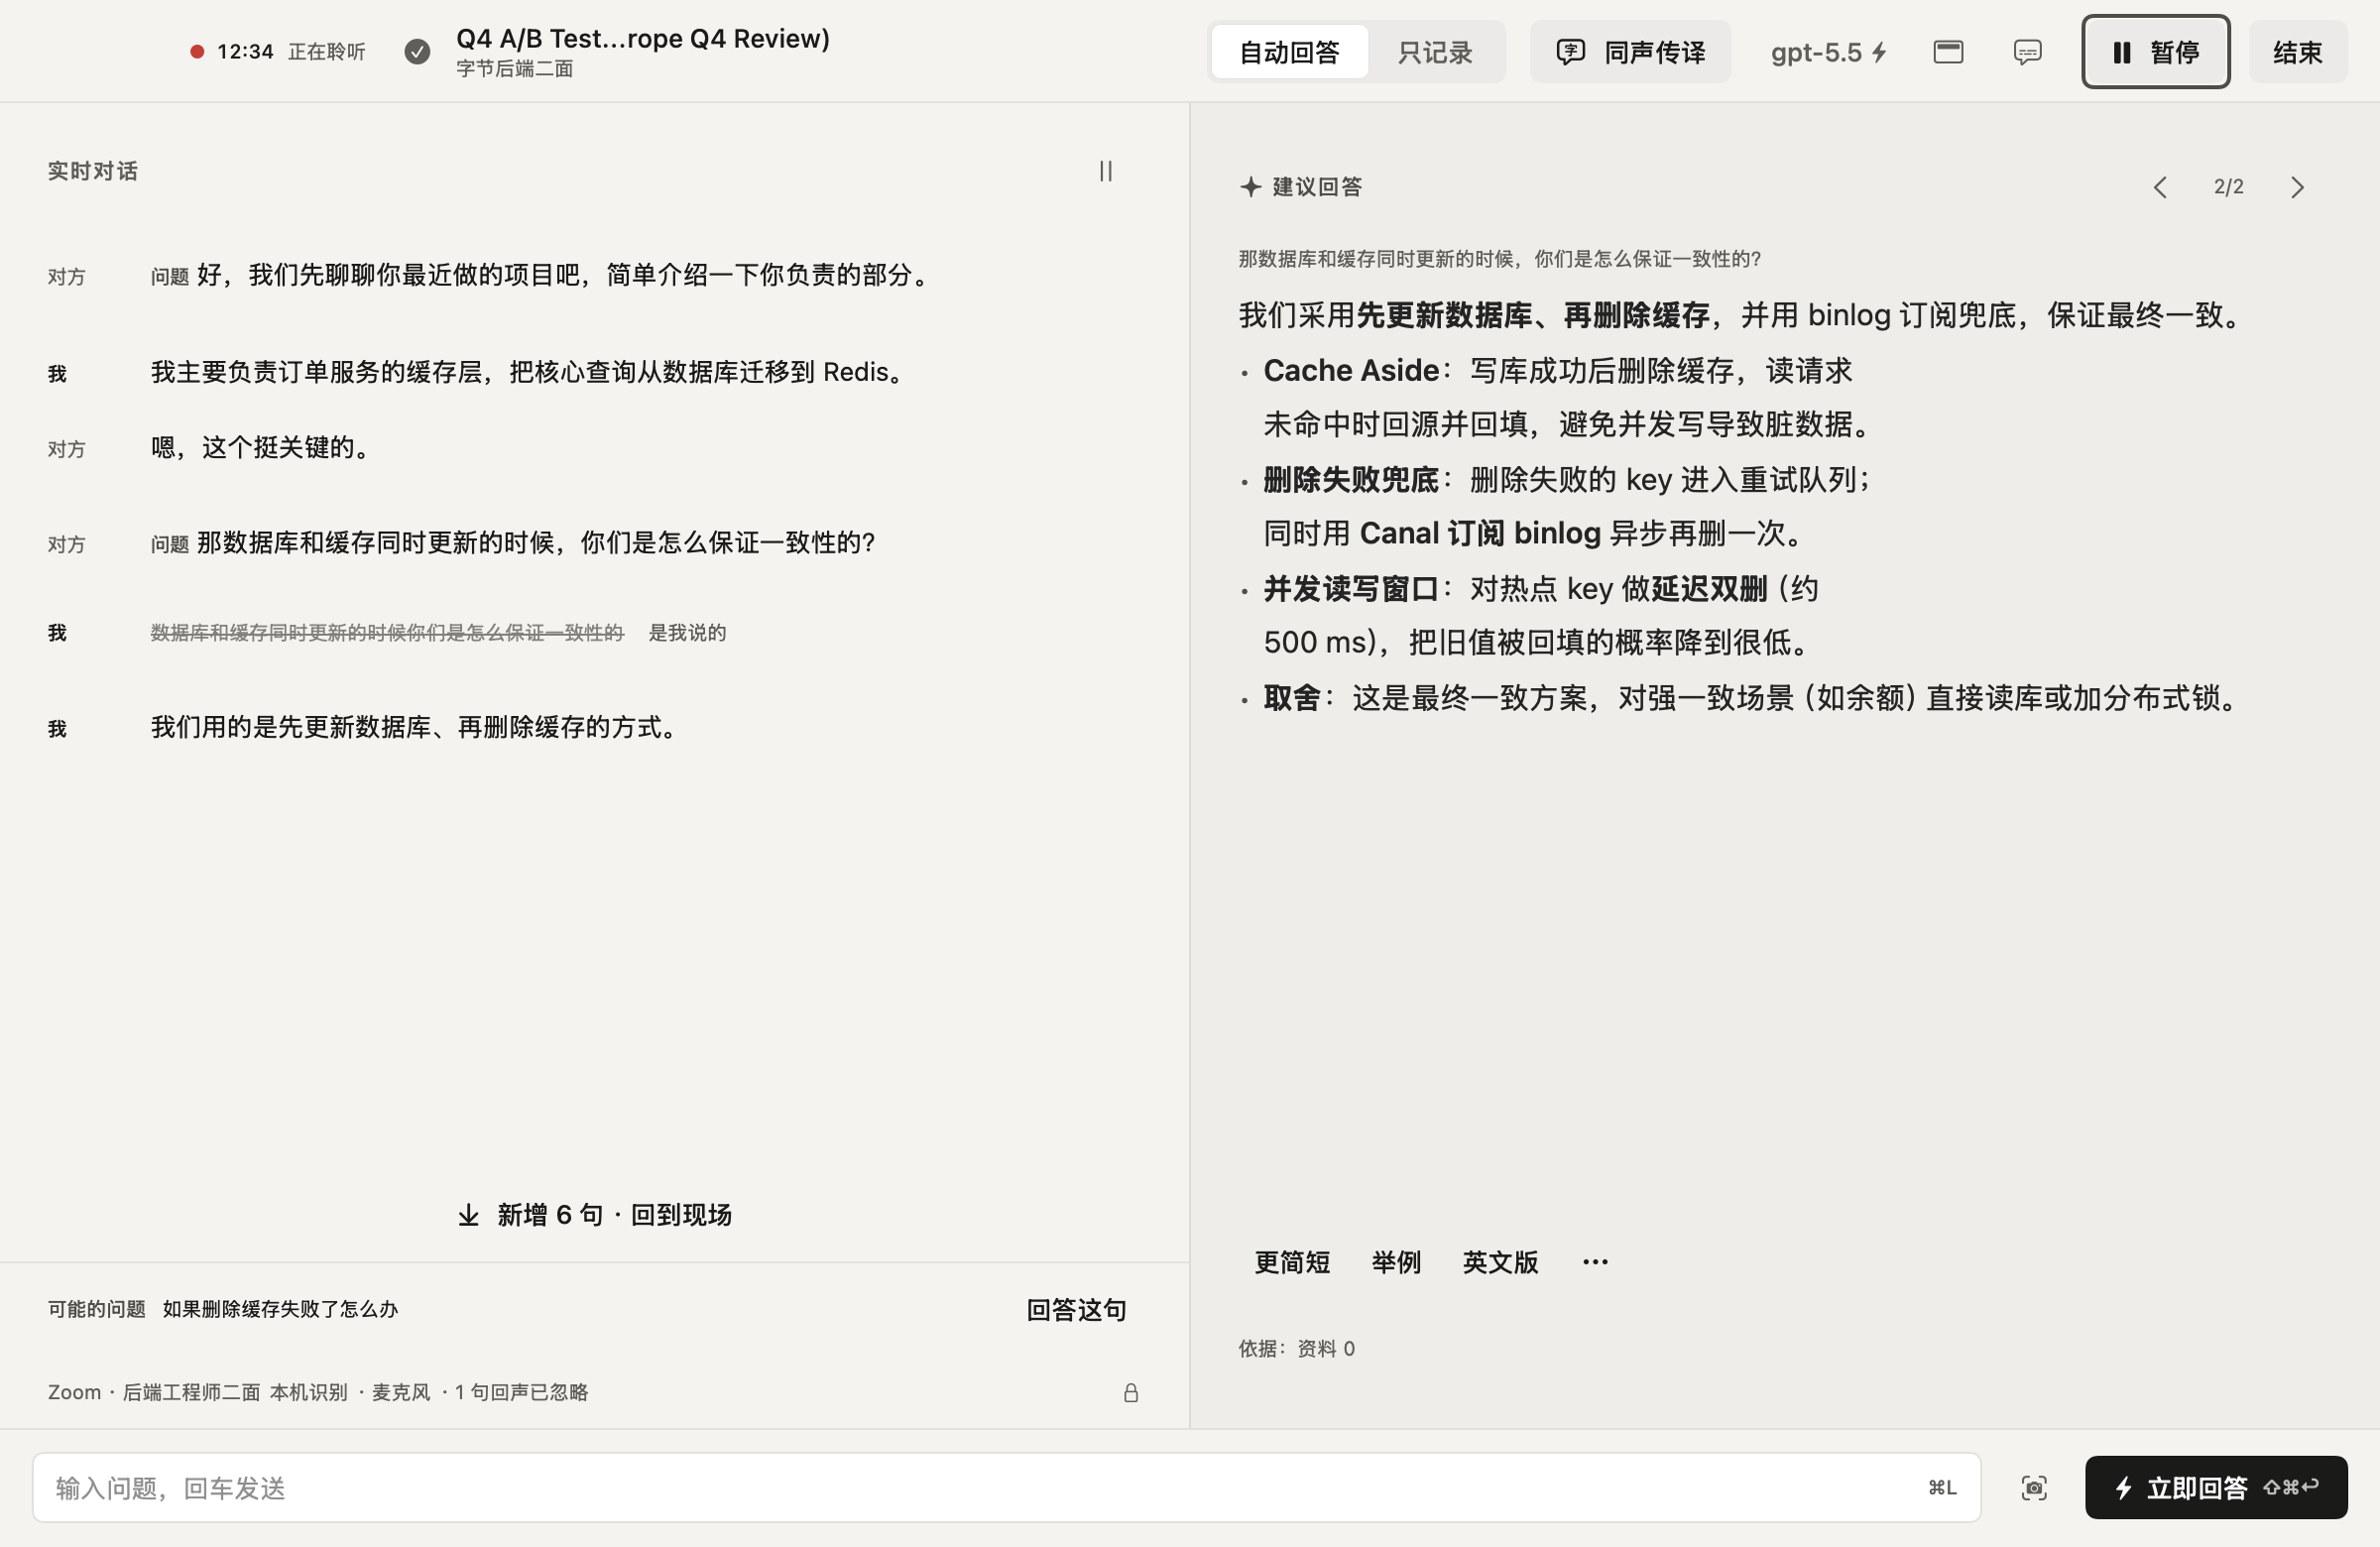 12:34 正在聆听
Q4 A/B Test...rope Q4 Review)
字节后端二面
自动回答 只记录 同声传译 gpt-5.5 暂停 结束
实时对话
对方 问题 好，我们先聊聊你最近做的项目吧，简单介绍一下你负责的部分。
我 我主要负责订单服务的缓存层，把核心查询从数据库迁移到 Redis。
对方 嗯，这个挺关键的。
对方 问题 那数据库和缓存同时更新的时候，你们是怎么保证一致性的?
我 数据库和缓存同时更新的时候你们是怎么保证一致性的 是我说的
我 我们用的是先更新数据库、再删除缓存的方式。
新增 6 句 · 回到现场
可能的问题 如果删除缓存失败了怎么办 回答这句
Zoom · 后端工程师二面 本机识别 · 麦克风 · 1 句回声已忽略
建议回答 2/2
那数据库和缓存同时更新的时候，你们是怎么保证一致性的?
我们采用先更新数据库、再删除缓存，并用 binlog 订阅兜底，保证最终一致。
• Cache Aside：写库成功后删除缓存，读请求
未命中时回源并回填，避免并发写导致脏数据。
• 删除失败兜底：删除失败的 key 进入重试队列；
同时用 Canal 订阅 binlog 异步再删一次。
• 并发读写窗口：对热点 key 做延迟双删（约
500 ms)，把旧值被回填的概率降到很低。
• 取舍：这是最终一致方案，对强一致场景（如余额）直接读库或加分布式锁。
更简短 举例 英文版 ···
依据：资料 0
输入问题，回车发送 ⌘L
立即回答 ⇧⌘↩